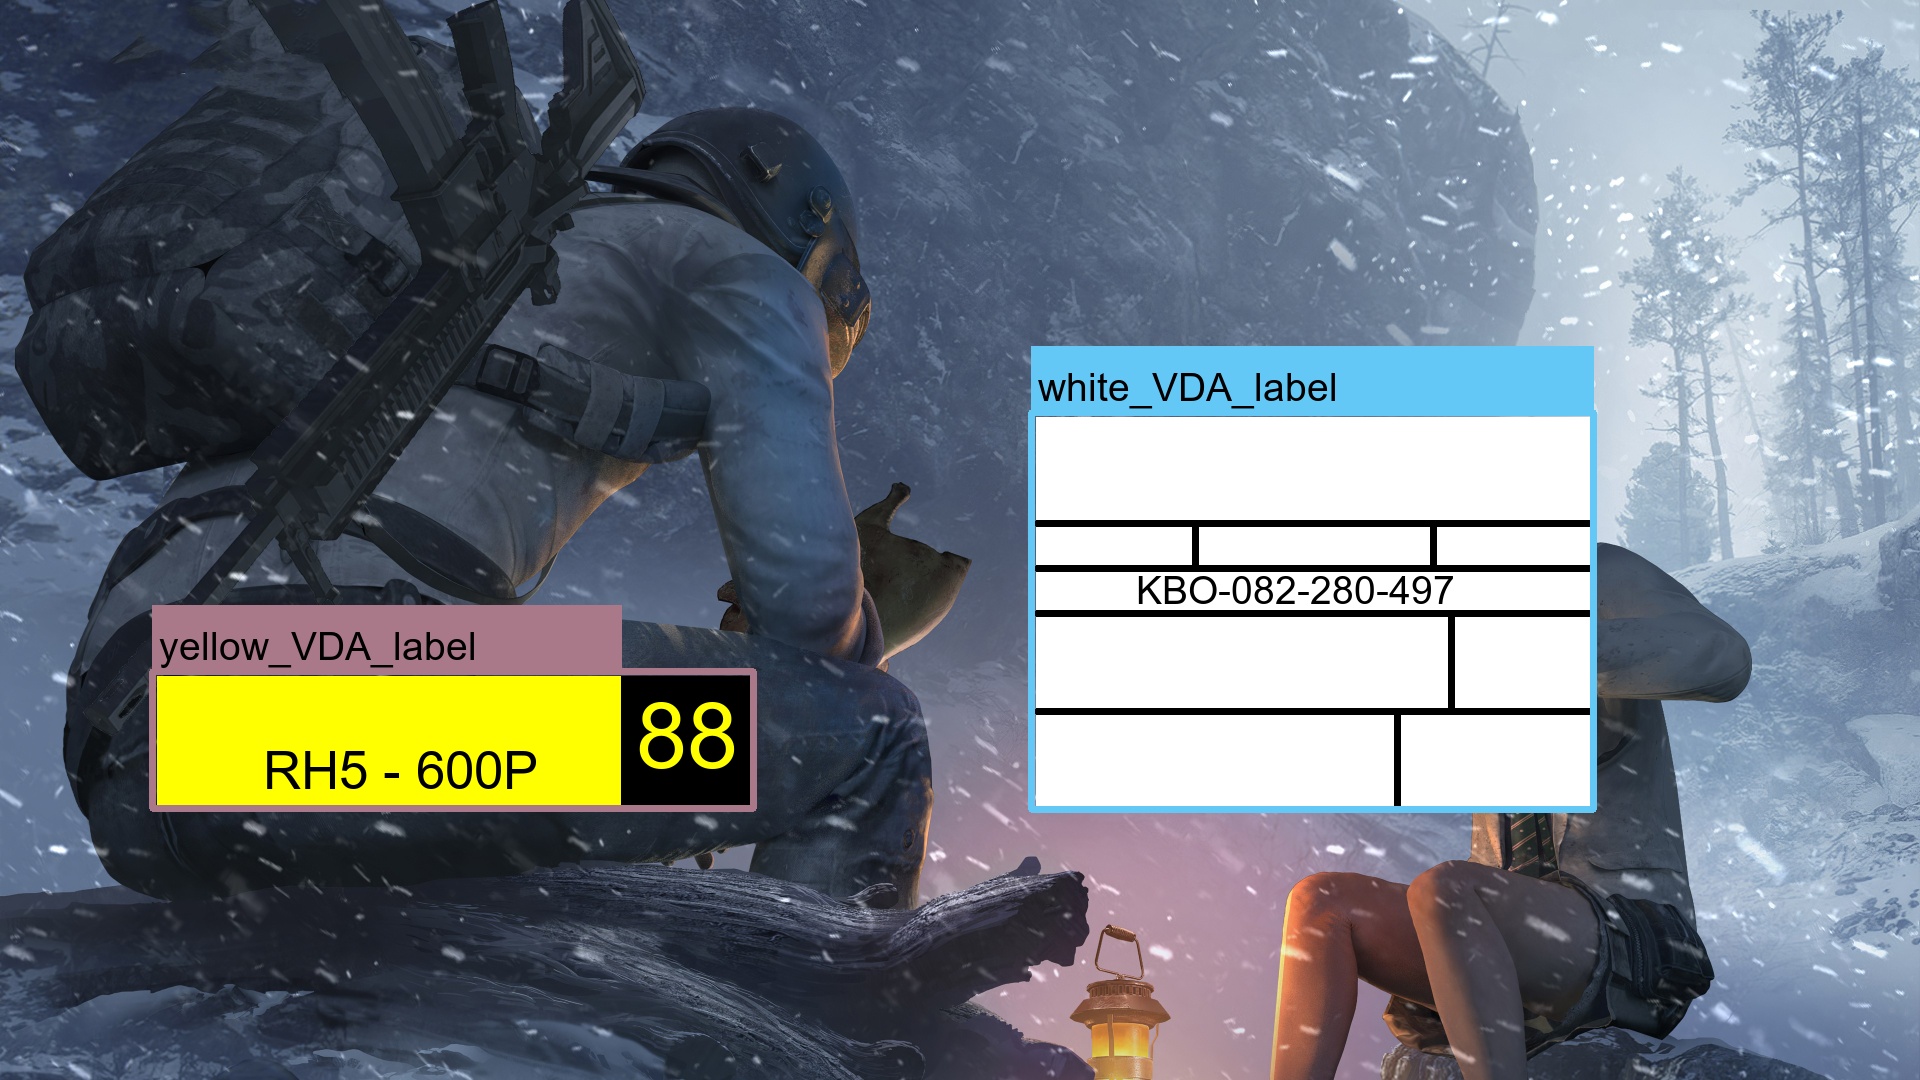 white_VDA_label
KBO-082-280-497
yellow_VDA_label
88
RH5 - 600P